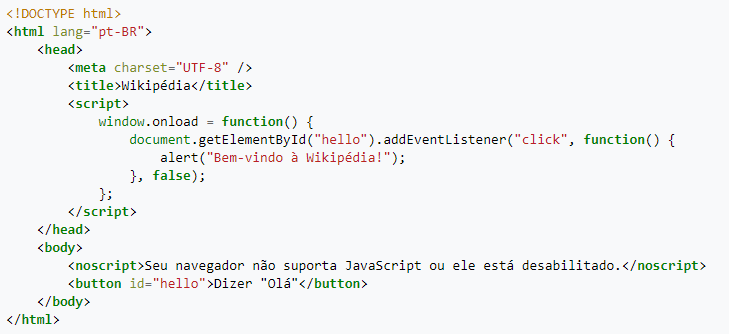 <!DOCTYPE html>
<html lang="pt-BR">
    <head>
        <meta charset="UTF-8" />
        <title>Wikipédia</title>
        <script>
            window.onload = function() {
                document.getElementById("hello").addEventListener("click", function() {
                    alert("Bem-vindo à Wikipédia!");
                }, false);
            };
        </script>
    </head>
    <body>
        <noscript>Seu navegador não suporta JavaScript ou ele está desabilitado.</noscript>
        <button id="hello">Dizer "Olá"</button>
    </body>
</html>